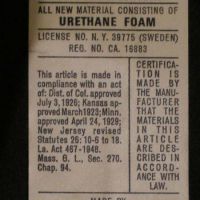 ALL NEW MATERIAL CONSISTING OF
URETHANE FOAM
LICENSE NO. N.Y. 39775 (SWEDEN)
REG. NO. CA. 16883
This article is made in
compliance with an act
of: Dist. of Col. approved
July 3, 1926; Kansas ap-
proved March 1923; Minn.
approved April 24, 1929;
New Jersey revised
Statutes 26: 10-6 to 18.
La. Act 467-1948.
Mass. G. L., Sec. 270.
Chap. 94.
CERTIFICA-
TION IS
MADE BY
THE MANU-
FACTURER
THAT THE
MATERIALS
IN THIS
ARTICLE
ARE DES-
CRIBED IN
ACCORD-
ANCE WITH
LAW.
MADE BY